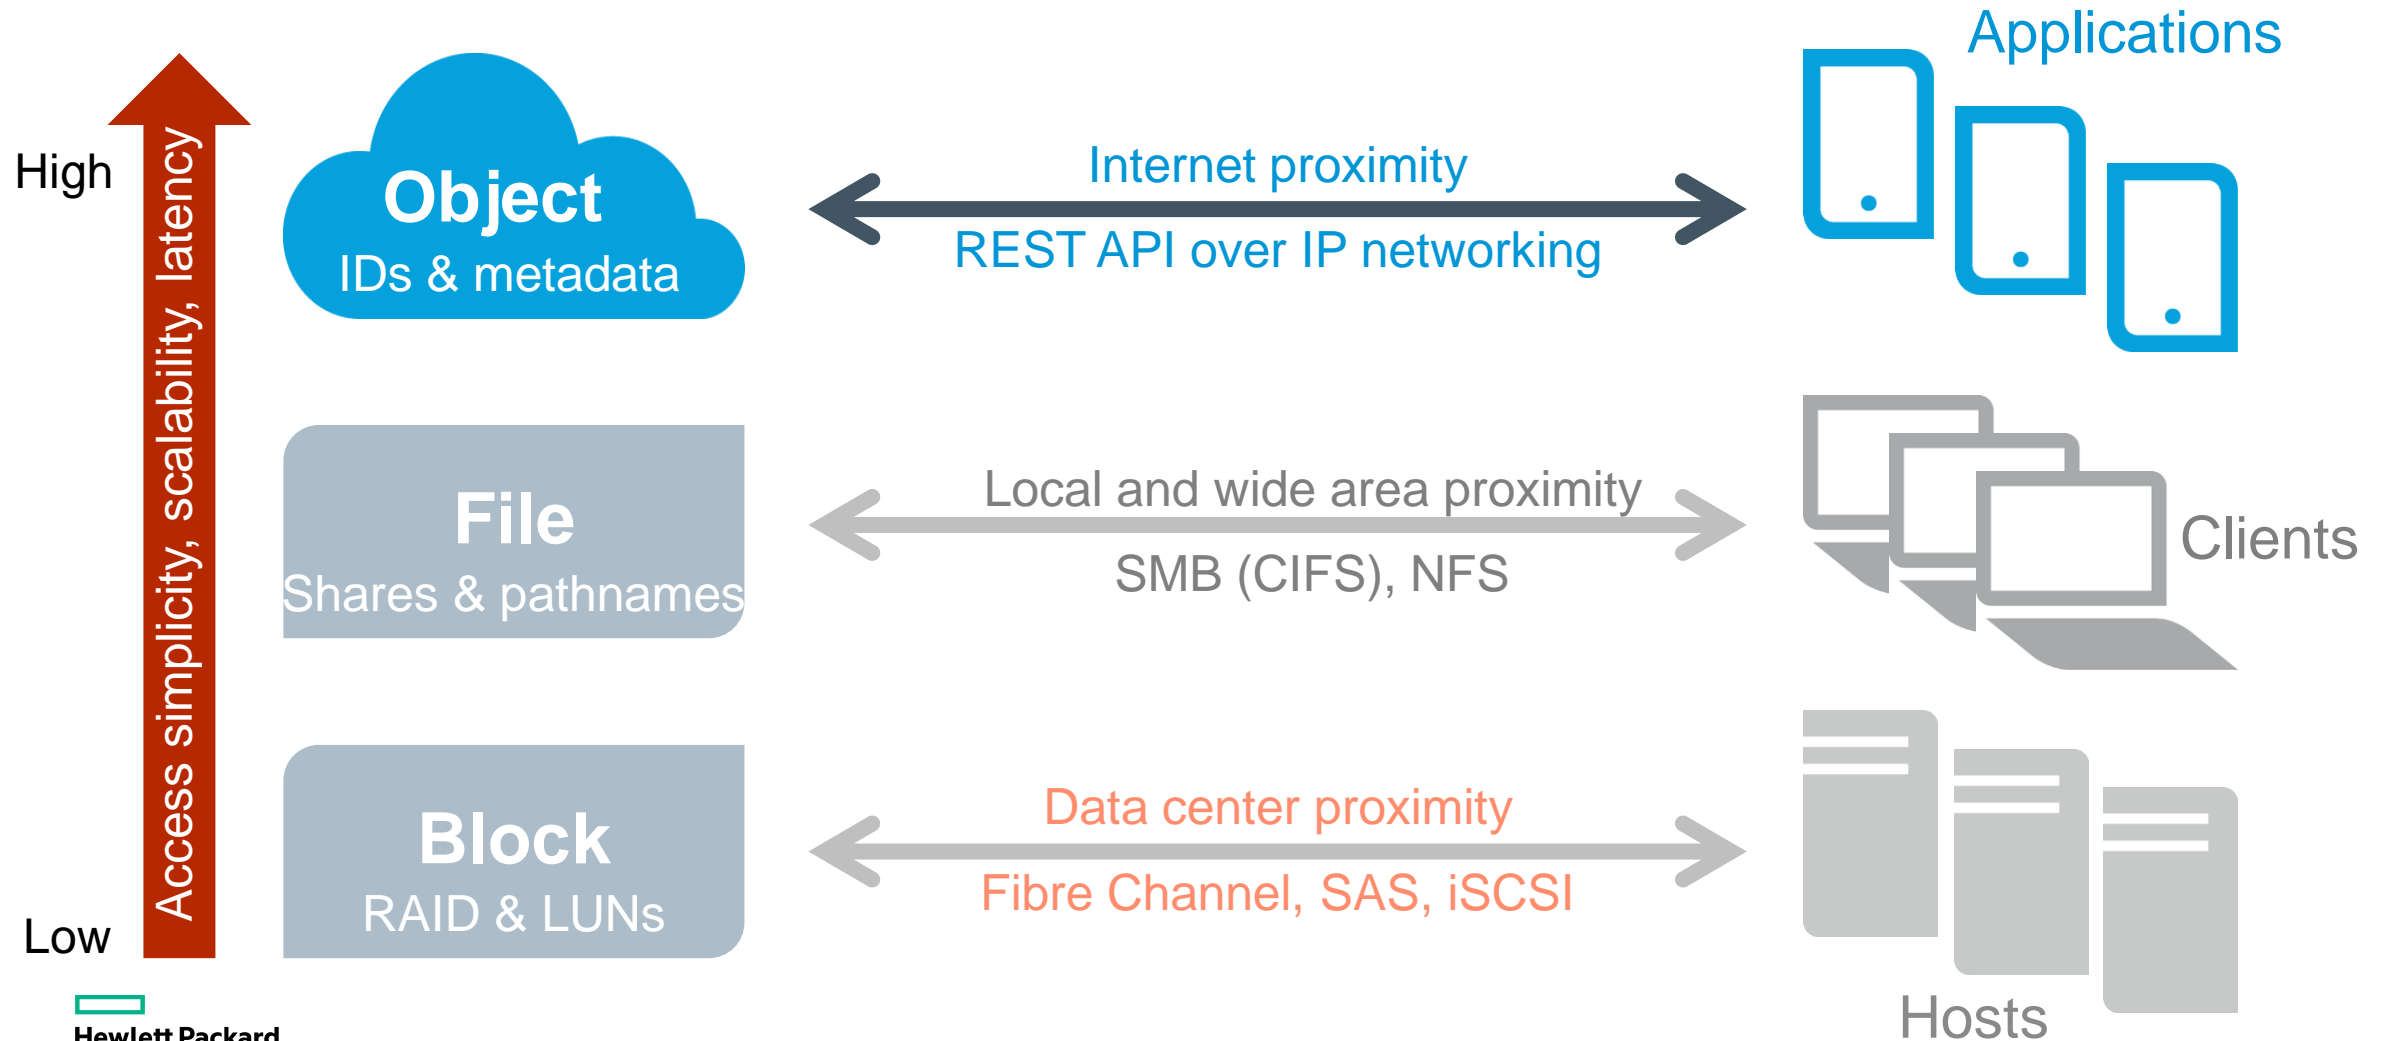 Applications
High
Access simplicity, scalability, latency
Object
IDs & metadata
Internet proximity
REST API over IP networking
File
Shares & pathnames
Local and wide area proximity
SMB (CIFS), NFS
Clients
Block
RAID & LUNs
Data center proximity
Fibre Channel, SAS, iSCSI
Low
Hosts
Hewlett Packard